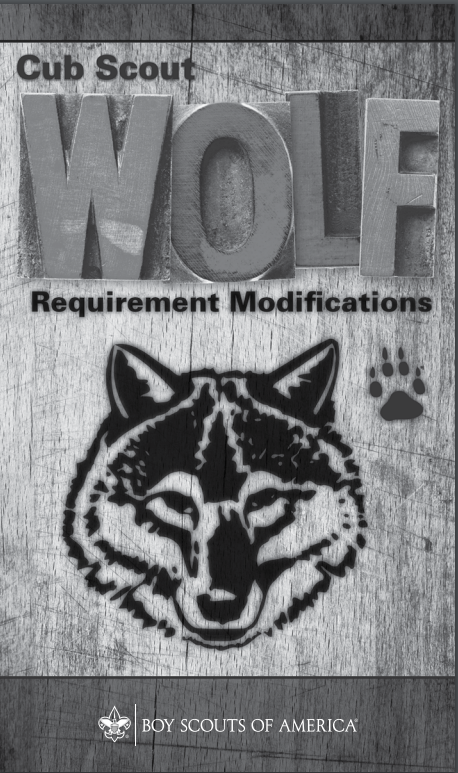 Cub Scout
WOLF
Requirement Modifications
BOY SCOUTS OF AMERICA®